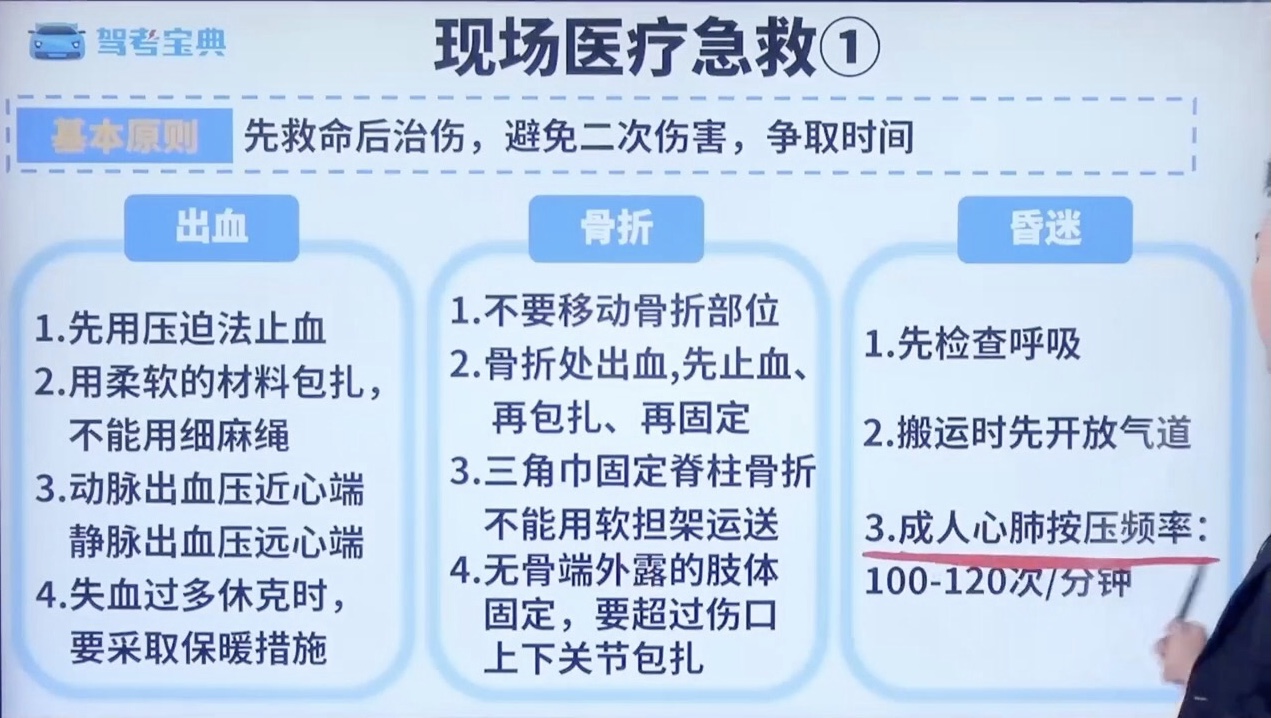 驾考宝典
现场医疗急救①
基本原则
先救命后治伤，避免二次伤害，争取时间
出血
1.先用压迫法止血
2.用柔软的材料包扎，
不能用细麻绳
3.动脉出血压近心端
静脉出血压远心端
4.失血过多休克时，
要采取保暖措施
骨折
1.不要移动骨折部位
2.骨折处出血,先止血、
再包扎、再固定
3.三角巾固定脊柱骨折
不能用软担架运送
4.无骨端外露的肢体
固定，要超过伤口
上下关节包扎
昏迷
1.先检查呼吸
2.搬运时先开放气道
3.成人心肺按压频率：
100-120次/分钟